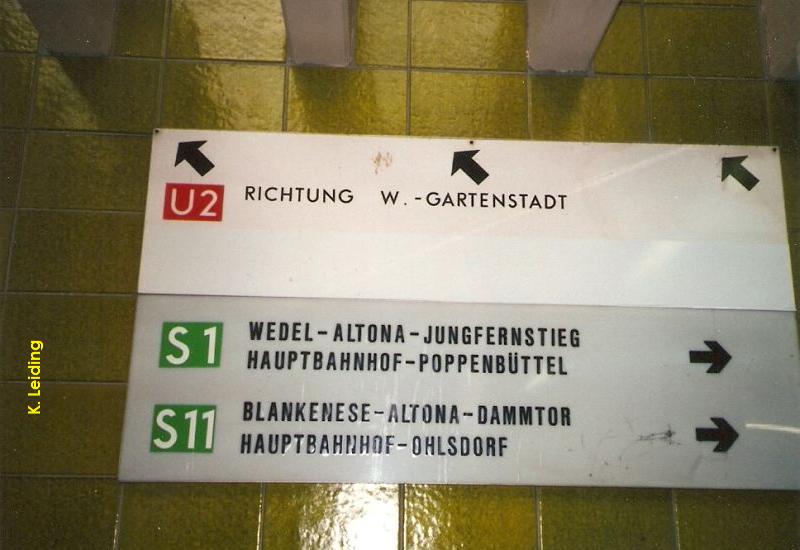 U2 RICHTUNG W.-GARTENSTADT
S1 WEDEL-ALTONA-JUNGFERNSTIEG
HAUPTBAHNHOF-POPPENBÜTTEL
S11 BLANKENESE-ALTONA-DAMMTOR
HAUPTBAHNHOF-OHLSDORF
K. Leiding